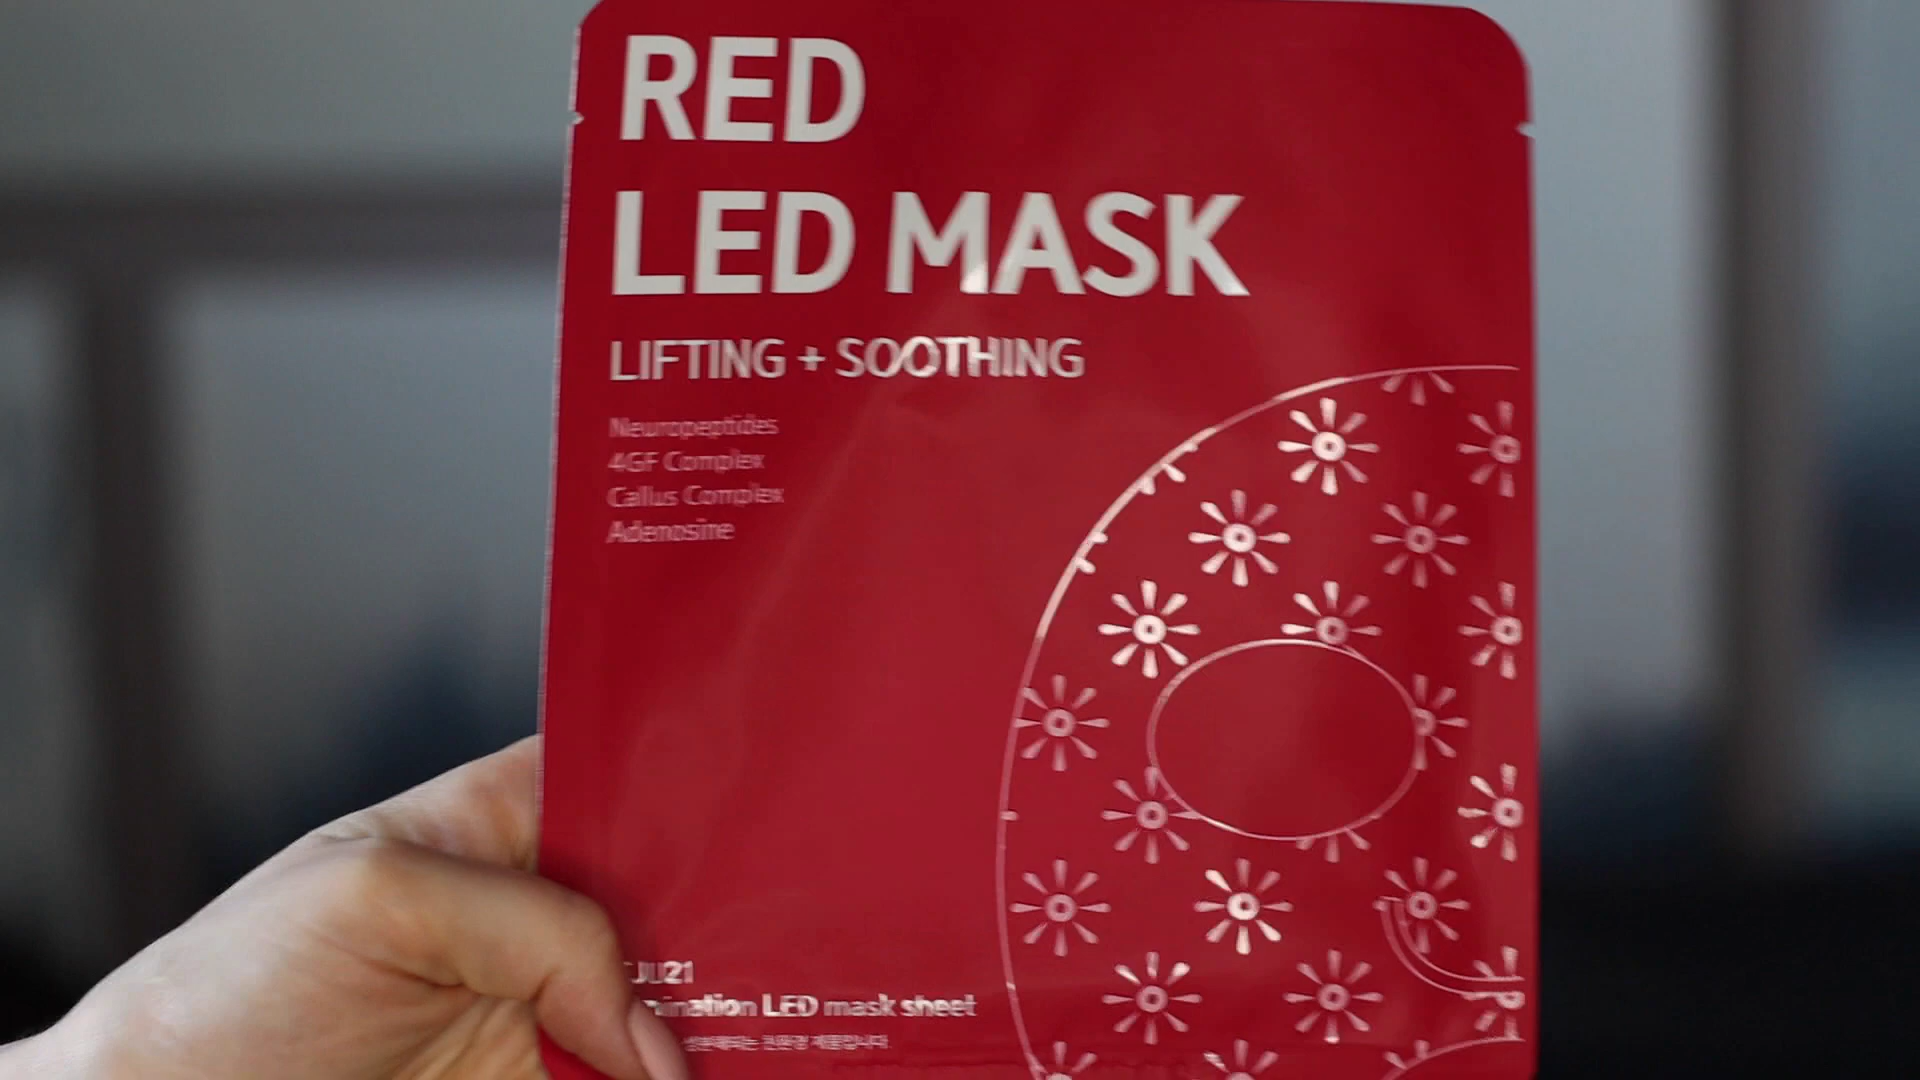 RED
LED MASK
LIFTING + SOOTHING
Neuropeptides
4GF Complex
Callus Complex
Adenosine
LED mask sheet